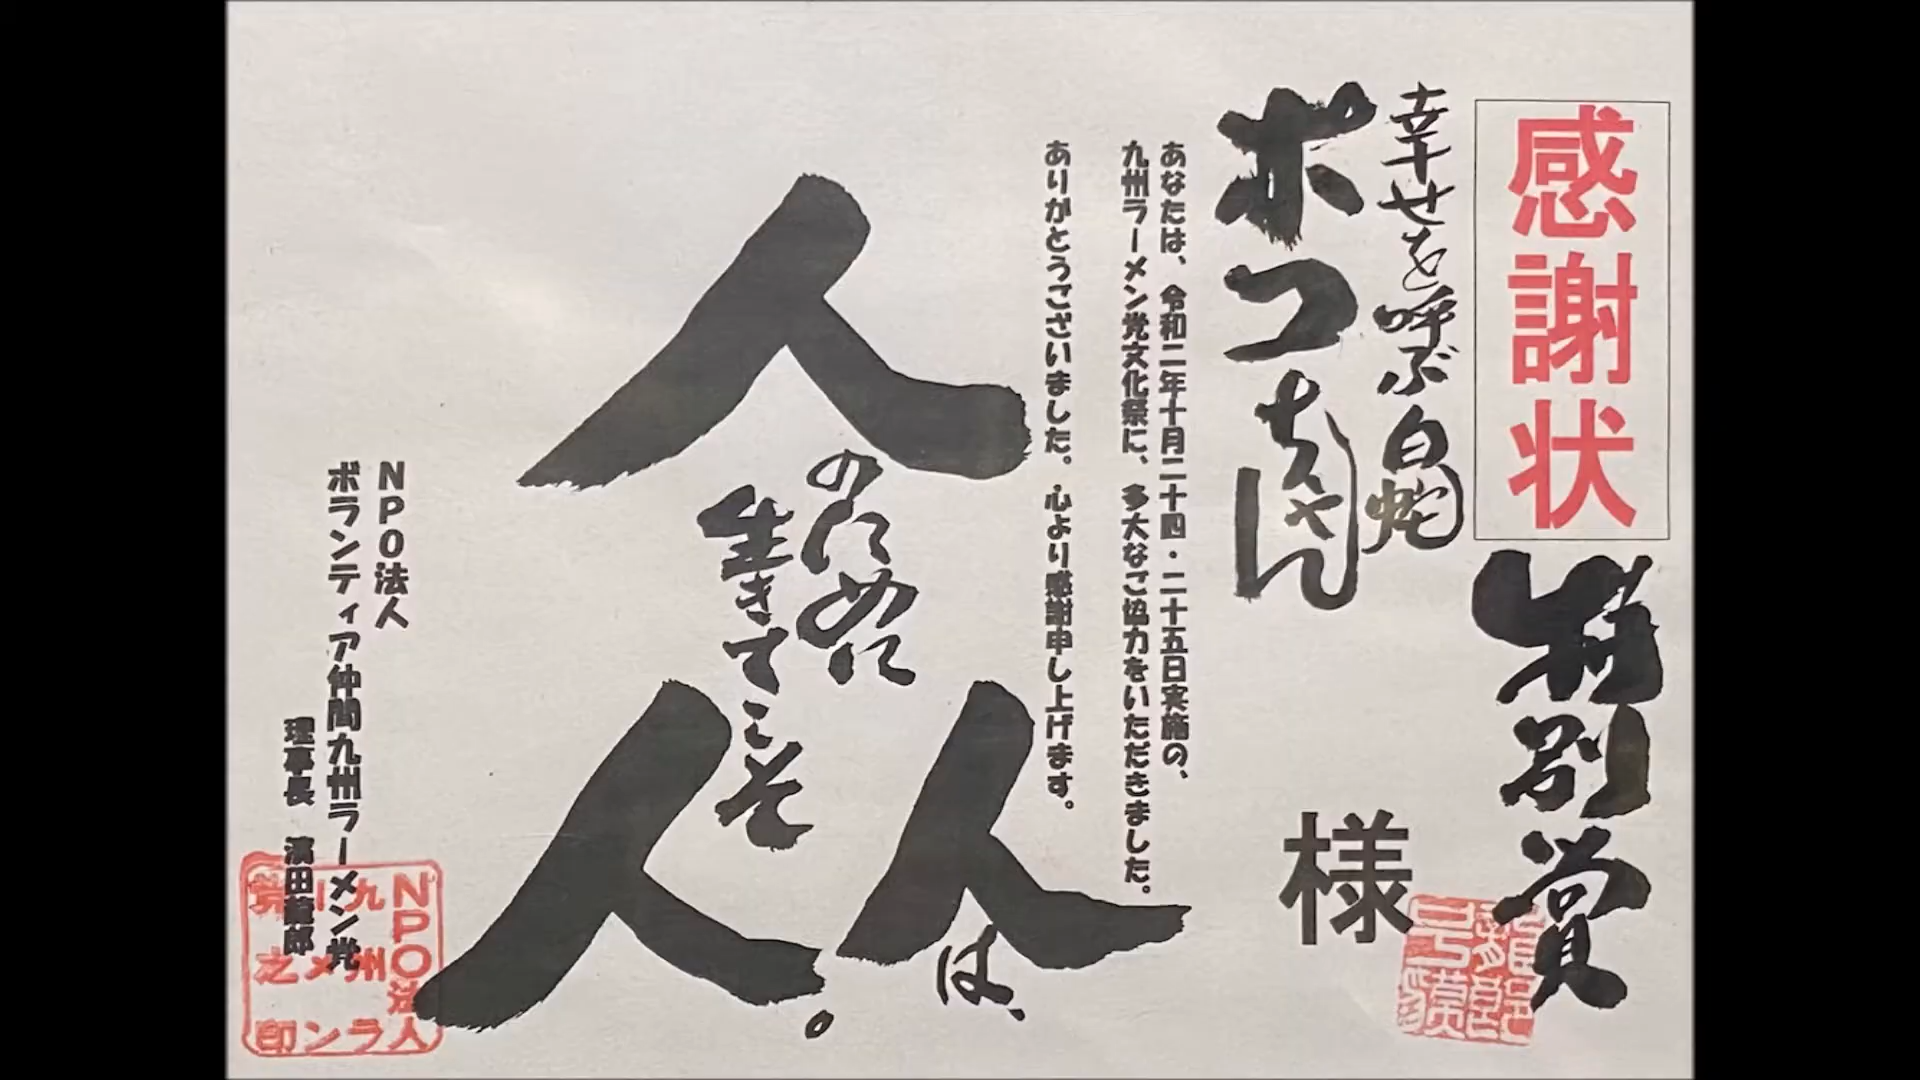 感謝状
特別賞
幸せを呼ぶ白蛇
ポコちゃん
様
あなたは、令和二年十月二十四・二十五日実施の、
九州ラーメン党文化祭に、多大なご協力をいただきました。
ありがとうございました。心より感謝申し上げます。
人は、
人のために
生きてこそ
人。
NPO法人
ボランティア仲間九州ラーメン党
理事長 濱田龍郎
NPO法人
九州ラ
ーメン
党之印